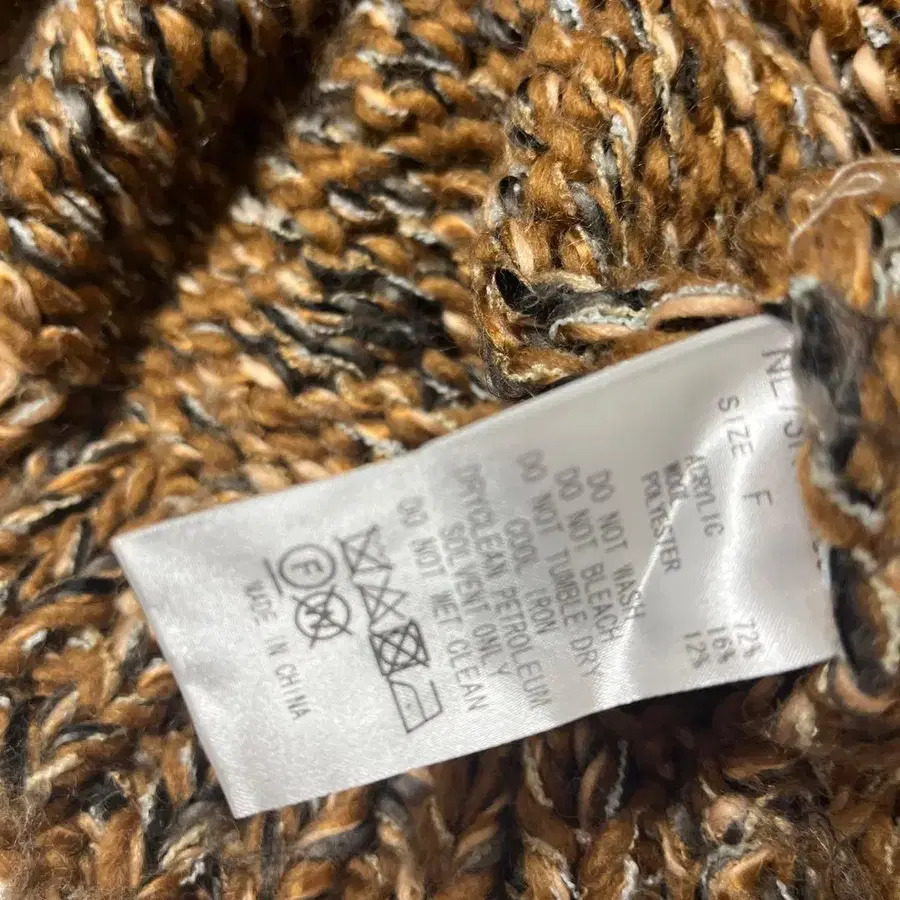 SIZE F
ACRYLIC 72%
WOOL 16%
POLYESTER 12%
DO NOT WASH
DO NOT BLEACH
DO NOT TUMBLE DRY
COOL IRON
DRYCLEAN PETROLEUM
SOLVENT ONLY
DO NOT WET CLEAN
F
MADE IN CHINA